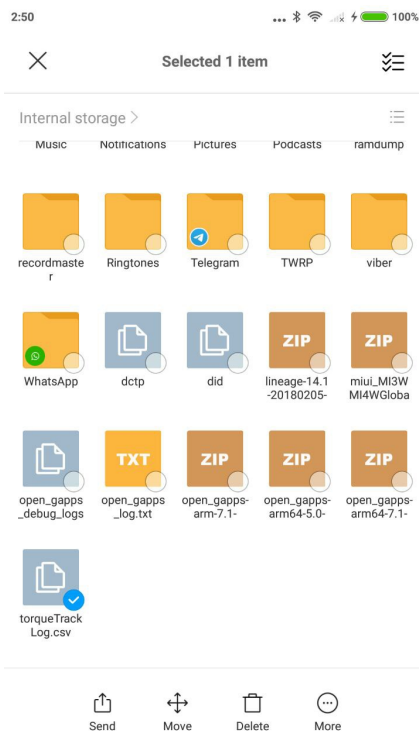 2:50 ... 100%
Selected 1 item
Internal storage >
Music Notifications Pictures Podcasts ramdump
recordmaste Ringtones Telegram TWRP viber
r
ZIP ZIP
WhatsApp dctp did lineage-14.1 miui_MI3W
-20180205- MI4WGloba
TXT ZIP ZIP ZIP
open_gapps open_gapps open_gapps- open_gapps- open_gapps-
_debug_logs _log.txt arm-7.1- arm64-5.0- arm64-7.1-
torqueTrack
Log.csv
Send Move Delete More